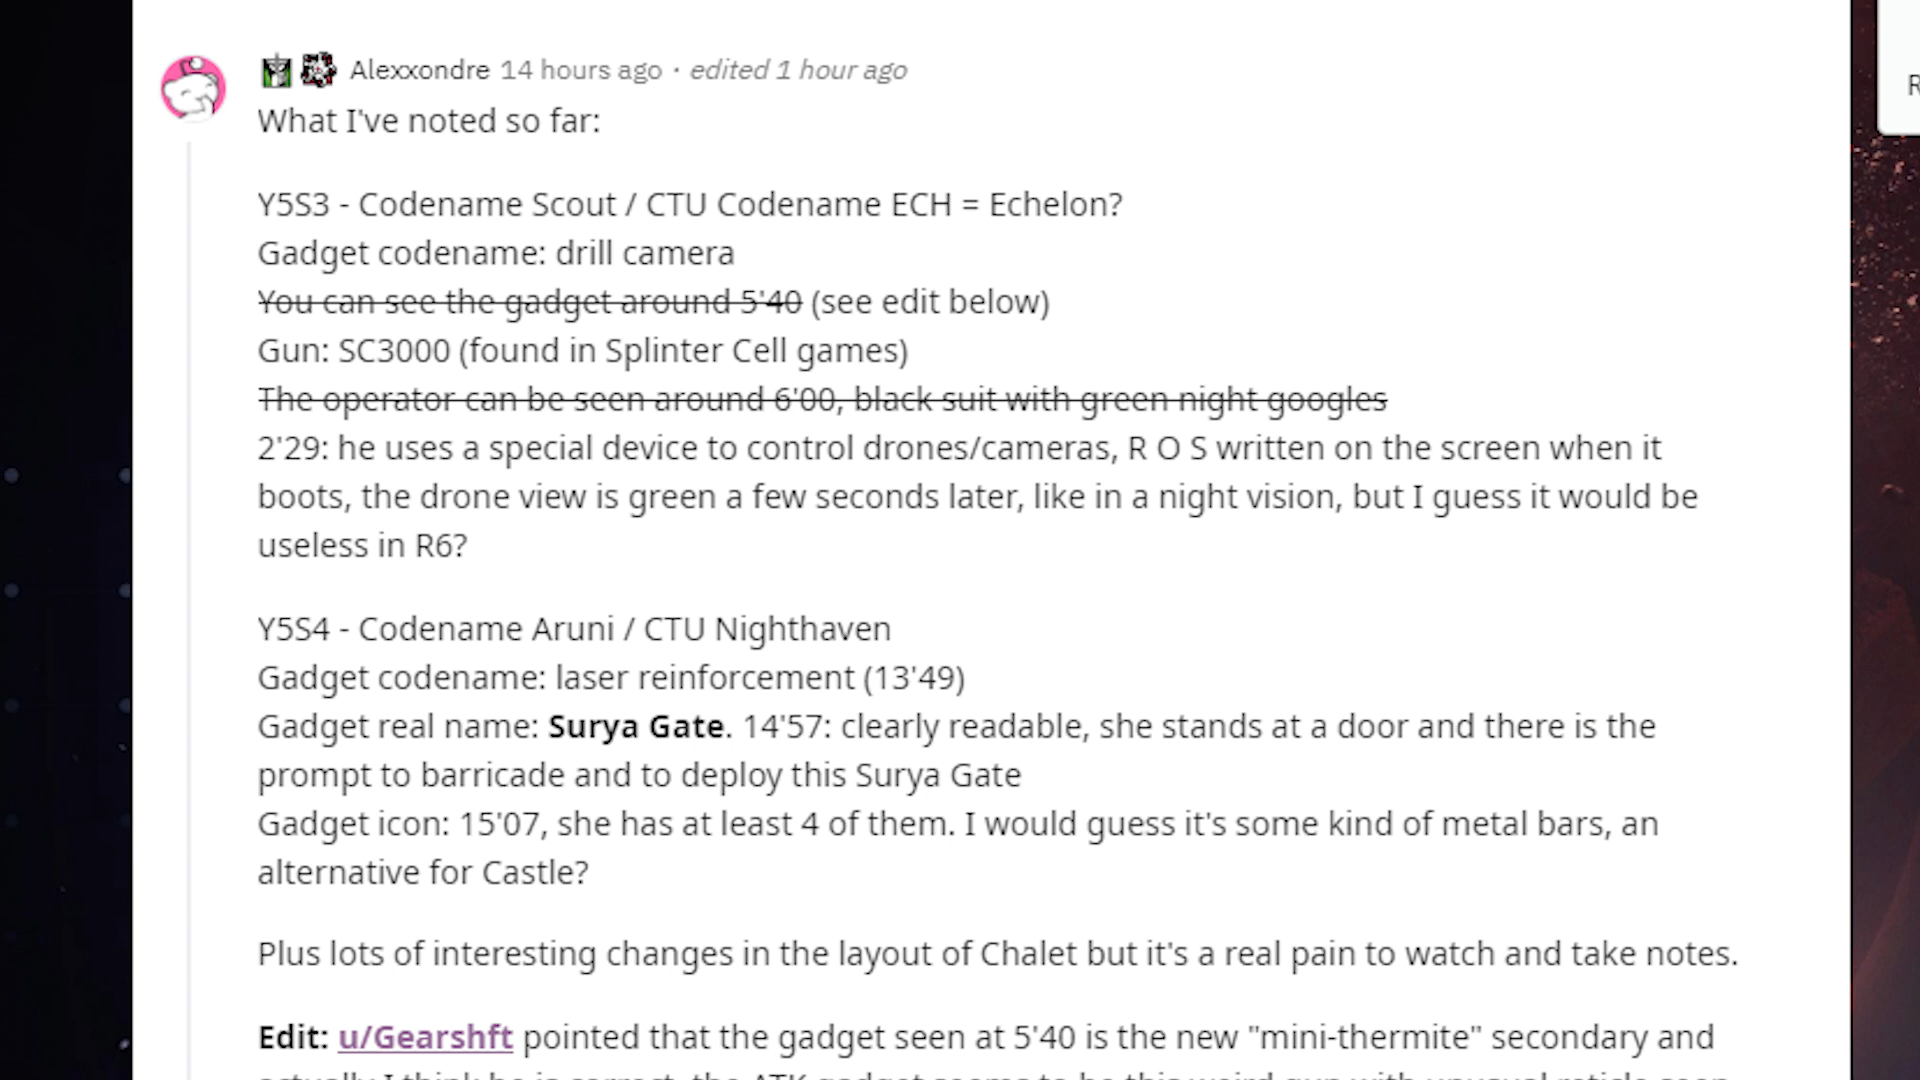 Alexxondre 14 hours ago · edited 1 hour ago
What I've noted so far:
Y5S3 - Codename Scout / CTU Codename ECH = Echelon?
Gadget codename: drill camera
You can see the gadget around 5'40 (see edit below)
Gun: SC3000 (found in Splinter Cell games)
The operator can be seen around 6'00, black suit with green night googles
2'29: he uses a special device to control drones/cameras, R O S written on the screen when it
boots, the drone view is green a few seconds later, like in a night vision, but I guess it would be
useless in R6?
Y5S4 - Codename Aruni / CTU Nighthaven
Gadget codename: laser reinforcement (13'49)
Gadget real name: Surya Gate. 14'57: clearly readable, she stands at a door and there is the
prompt to barricade and to deploy this Surya Gate
Gadget icon: 15'07, she has at least 4 of them. I would guess it's some kind of metal bars, an
alternative for Castle?
Plus lots of interesting changes in the layout of Chalet but it's a real pain to watch and take notes.
Edit: u/Gearshft pointed that the gadget seen at 5'40 is the new "mini-thermite" secondary and
R